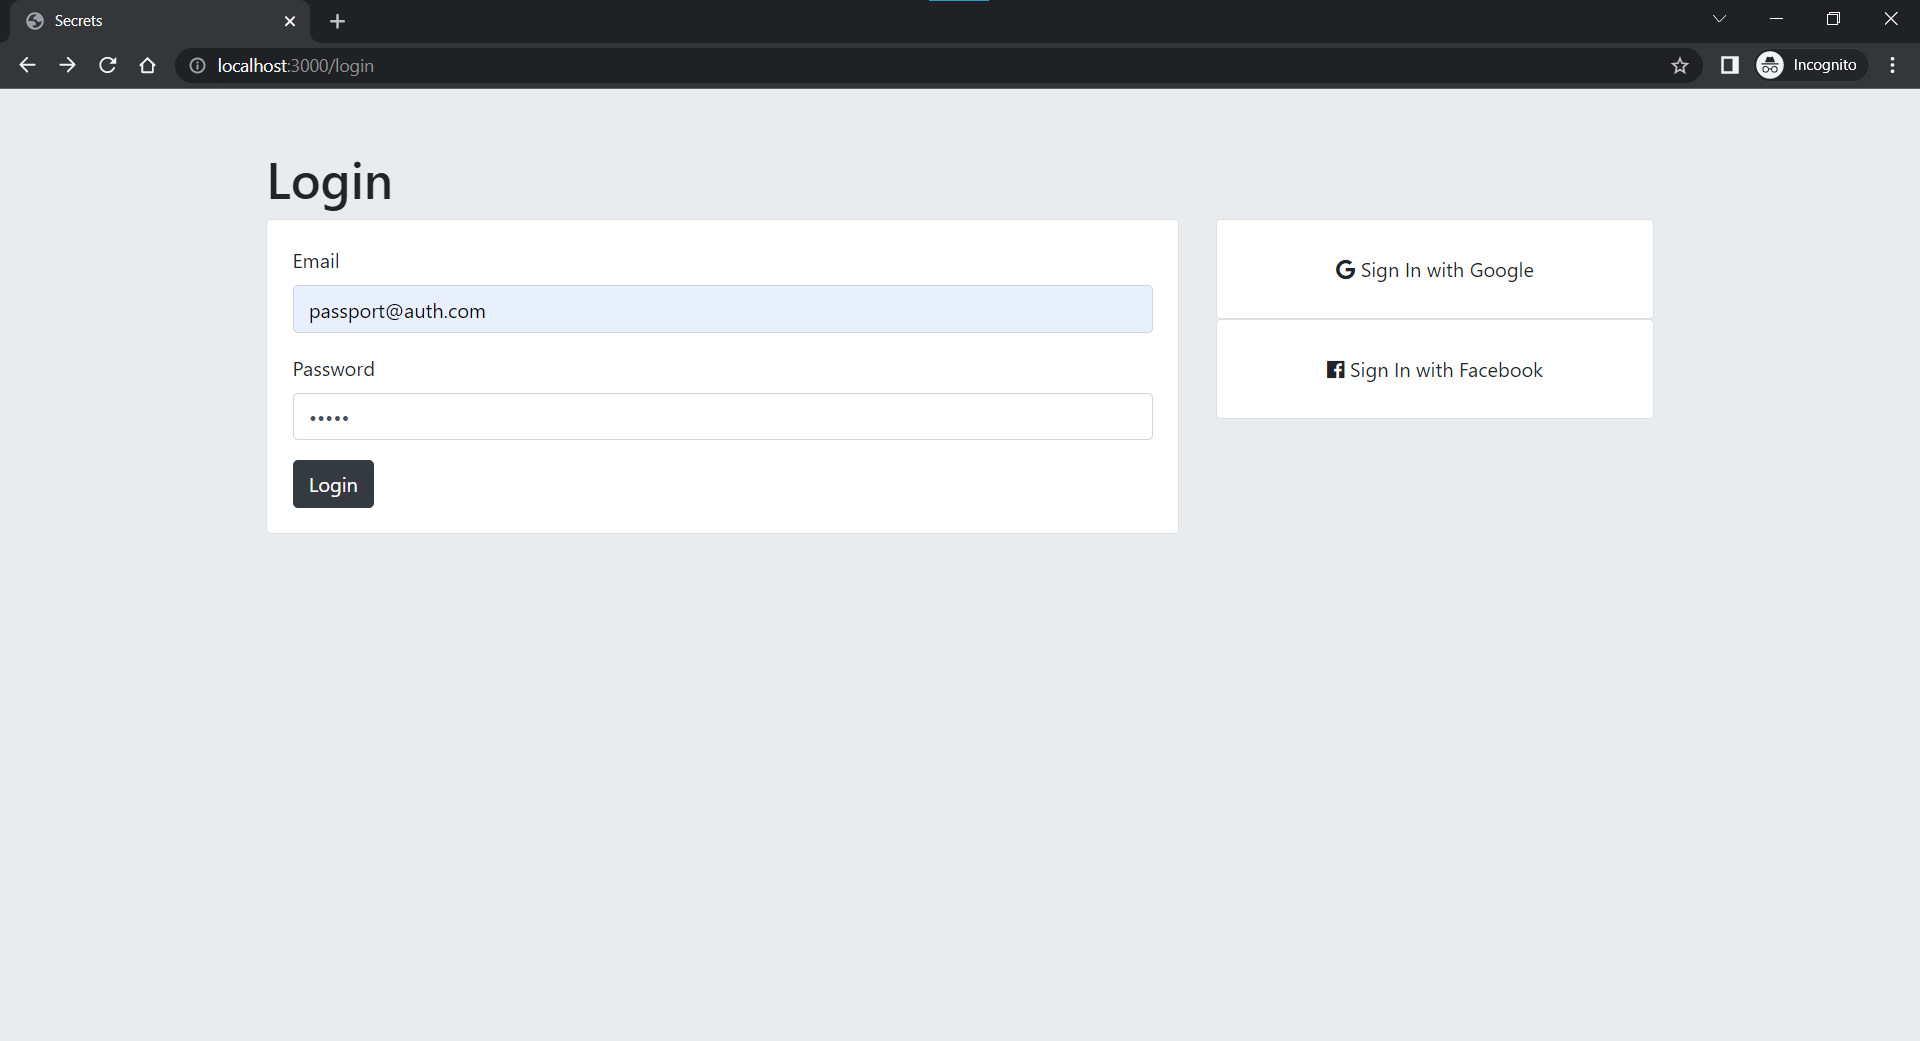 Secrets
localhost:3000/login
Incognito
Login
Email
passport@auth.com
Password
•••••
Login
Sign In with Google
Sign In with Facebook